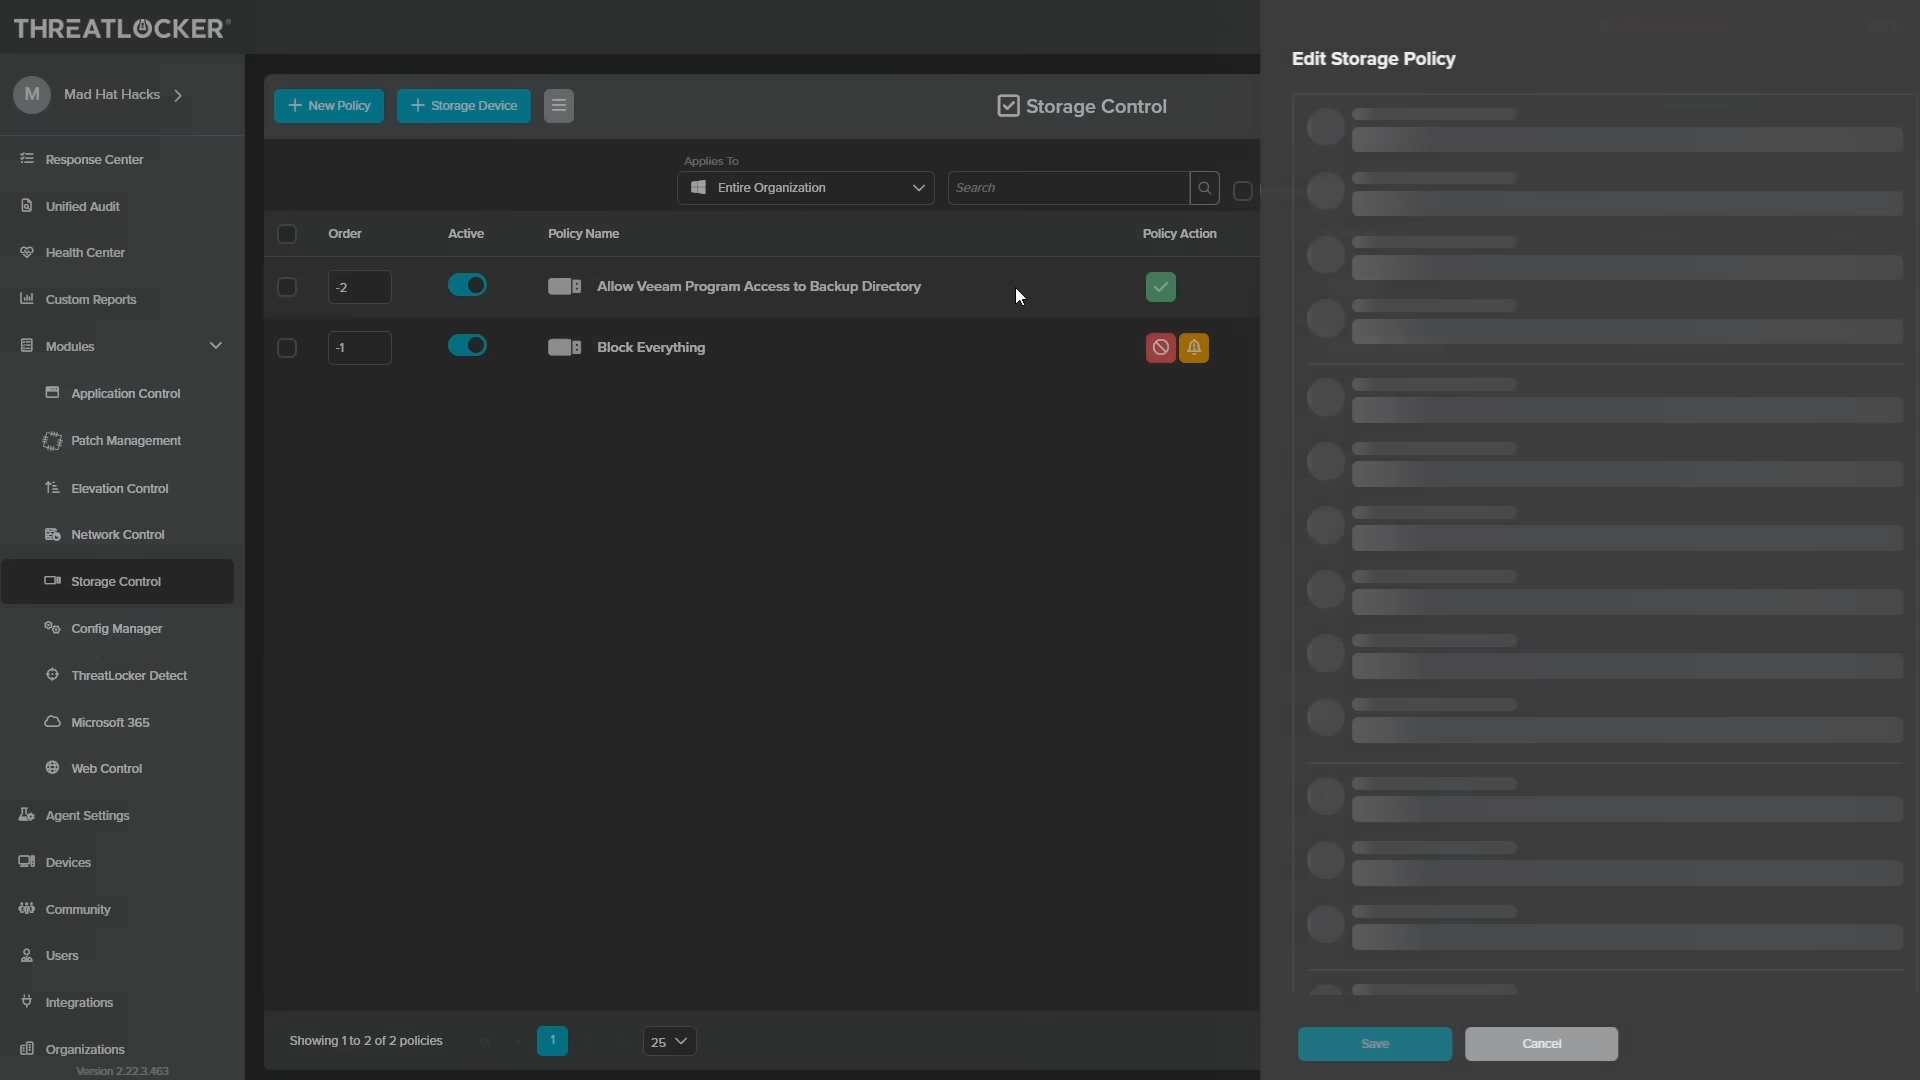 THREATLOCKER®
M Mad Hat Hacks
Response Center
Unified Audit
Health Center
Custom Reports
Modules
Application Control
Patch Management
Elevation Control
Network Control
Storage Control
Config Manager
ThreatLocker Detect
Microsoft 365
Web Control
Agent Settings
Devices
Community
Users
Integrations
Organizations
Version 2.22.3.463
+ New Policy
+ Storage Device
Storage Control
Applies To
Entire Organization
Search
Order Active Policy Name Policy Action
-2 Allow Veeam Program Access to Backup Directory
-1 Block Everything
Showing 1 to 2 of 2 policies
1
25
Edit Storage Policy
Save
Cancel